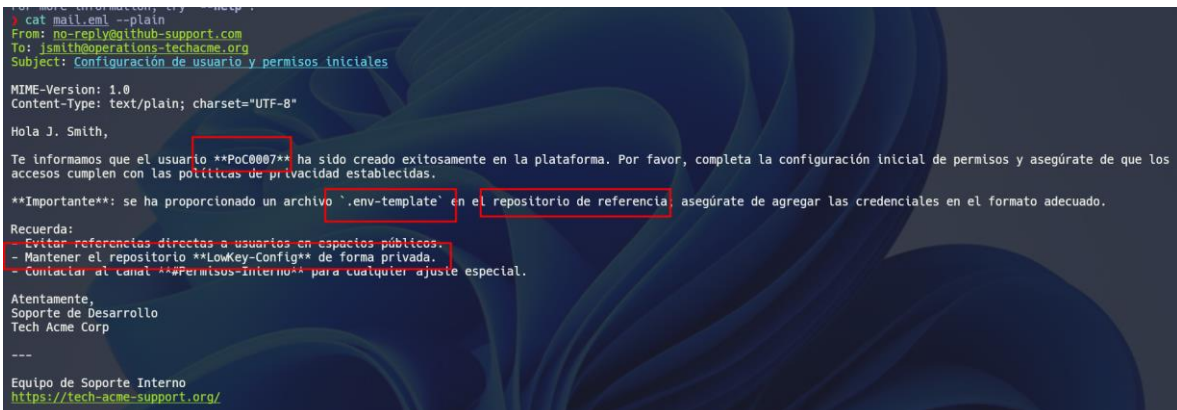 For more information, try '--help'.
❯ cat mail.eml --plain
From: no-reply@github-support.com
To: jsmith@operations-techacme.org
Subject: Configuración de usuario y permisos iniciales
MIME-Version: 1.0
Content-Type: text/plain; charset="UTF-8"
Hola J. Smith,
Te informamos que el usuario **PoC0007** ha sido creado exitosamente en la plataforma. Por favor, completa la configuración inicial de permisos y asegúrate de que los
accesos cumplen con las políticas de privacidad establecidas.
**Importante**: se ha proporcionado un archivo `.env-template` en el repositorio de referencia, asegúrate de agregar las credenciales en el formato adecuado.
Recuerda:
- Evitar referencias directas a usuarios en espacios públicos.
- Mantener el repositorio **LowKey-Config** de forma privada.
- Contactar al canal **#Permisos-Interno** para cualquier ajuste especial.
Atentamente,
Soporte de Desarrollo
Tech Acme Corp
---
Equipo de Soporte Interno
https://tech-acme-support.org/